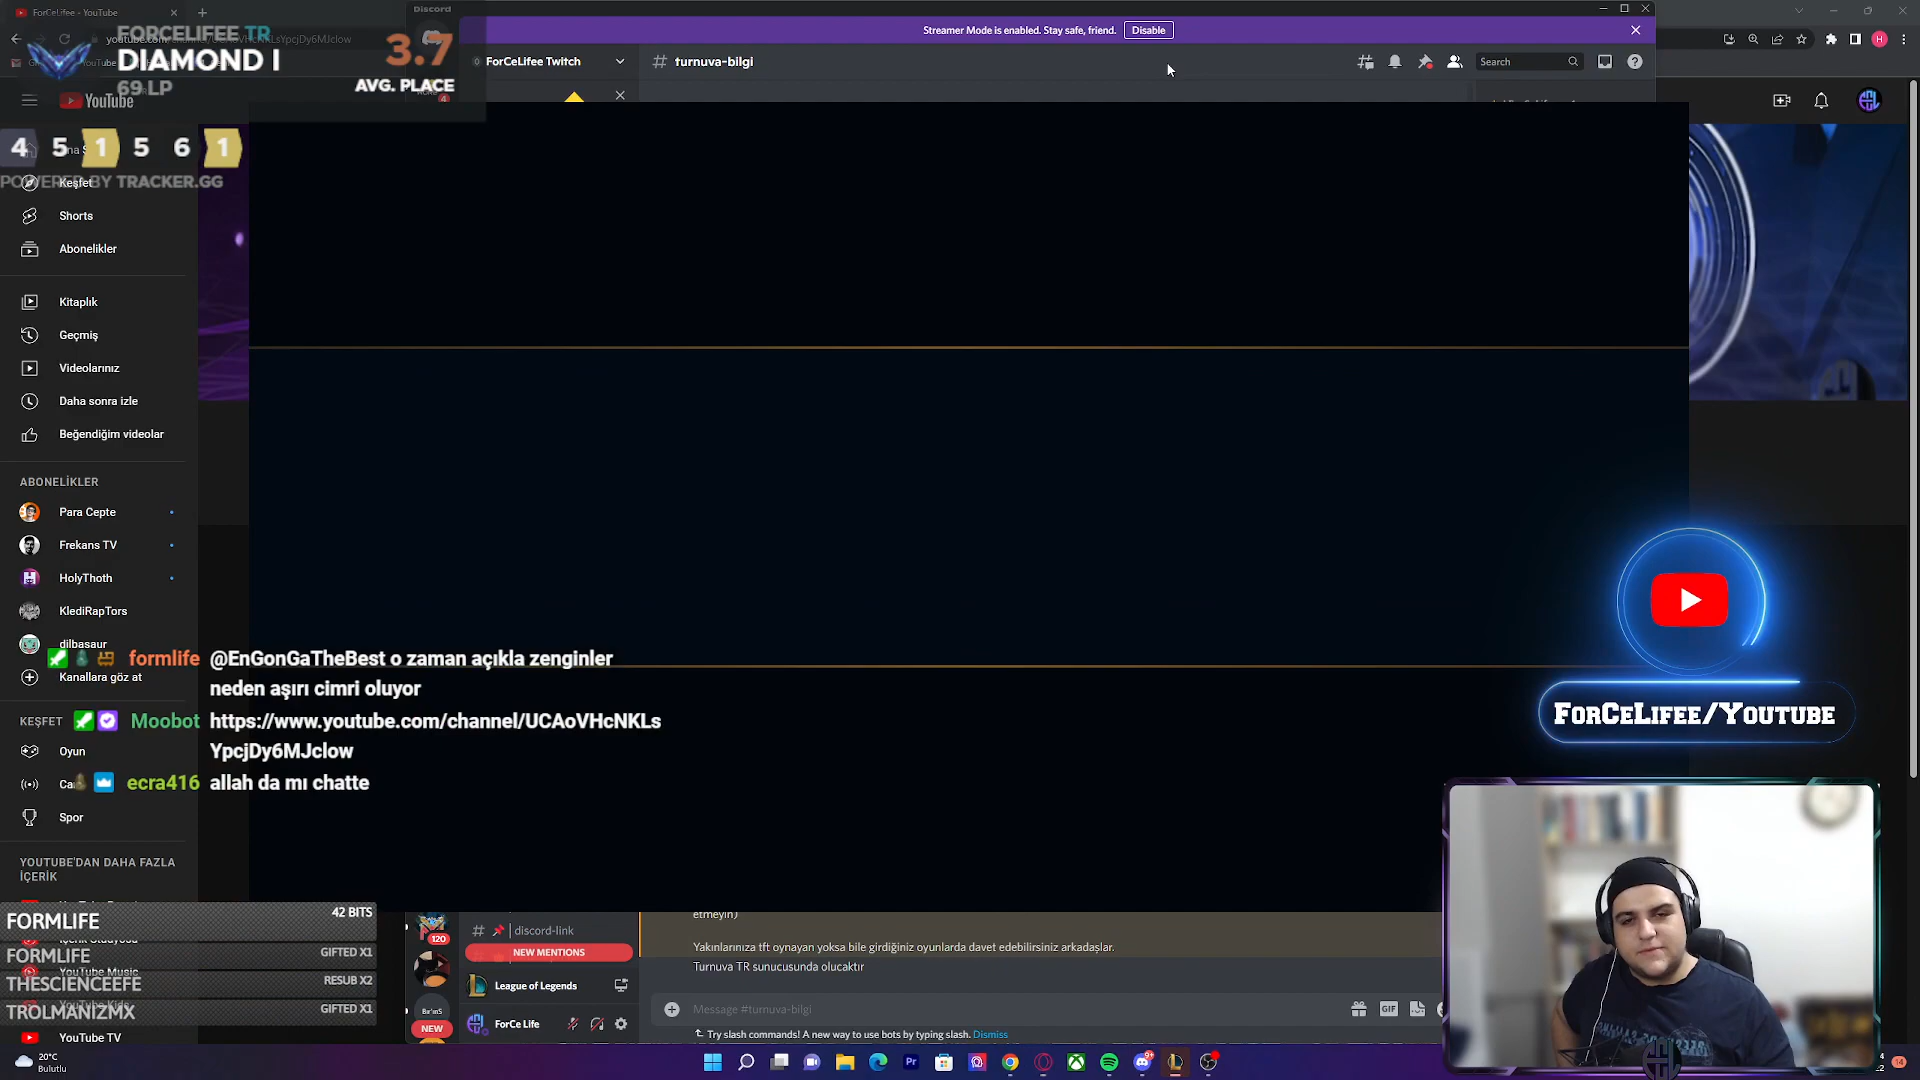 ForCeLifee - YouTube
Discord
FORCELIFEE TR
DIAMOND I
69 LP
3.7
AVG. PLACE
4 5 1 5 6 1
POWERED BY TRACKER.GG
Streamer Mode is enabled. Stay safe, friend.
Disable
ForCeLifee Twitch
# turnuva-bilgi
Search
YouTube
Keşfet
Shorts
Abonelikler
Kitaplık
Geçmiş
Videolarınız
Daha sonra izle
Beğendiğim videolar
ABONELİKLER
Para Cepte
Frekans TV
HolyThoth
KlediRapTors
dilbasaur
Kanallara göz at
formlife @EnGonGaTheBest o zaman açıkla zenginler
neden aşırı cimri oluyor
Moobot https://www.youtube.com/channel/UCAoVHcNKLs
YpcjDy6MJclow
ecra416 allah da mı chatte
KEŞFET
Oyun
Spor
YOUTUBE'DAN DAHA FAZLA
İÇERİK
ForCeLifee/Youtube
FORMLIFE 42 BITS
FORMLIFE GIFTED X1
THESCIENCEEFE RESUB X2
TROLMANIZMX GIFTED X1
YouTube Music
YouTube Kids
YouTube TV
120
# discord-link
NEW MENTIONS
League of Legends
ForCe Life
NEW
etmeyin)
Yakınlarınıza tft oynayan yoksa bile girdiğiniz oyunlarda davet edebilirsiniz arkadaşlar.
Turnuva TR sunucusunda olucaktır
Message #turnuva-bilgi
GIF
Try slash commands! A new way to use bots by typing slash. Dismiss
20°C
Bulutlu
Pr
14